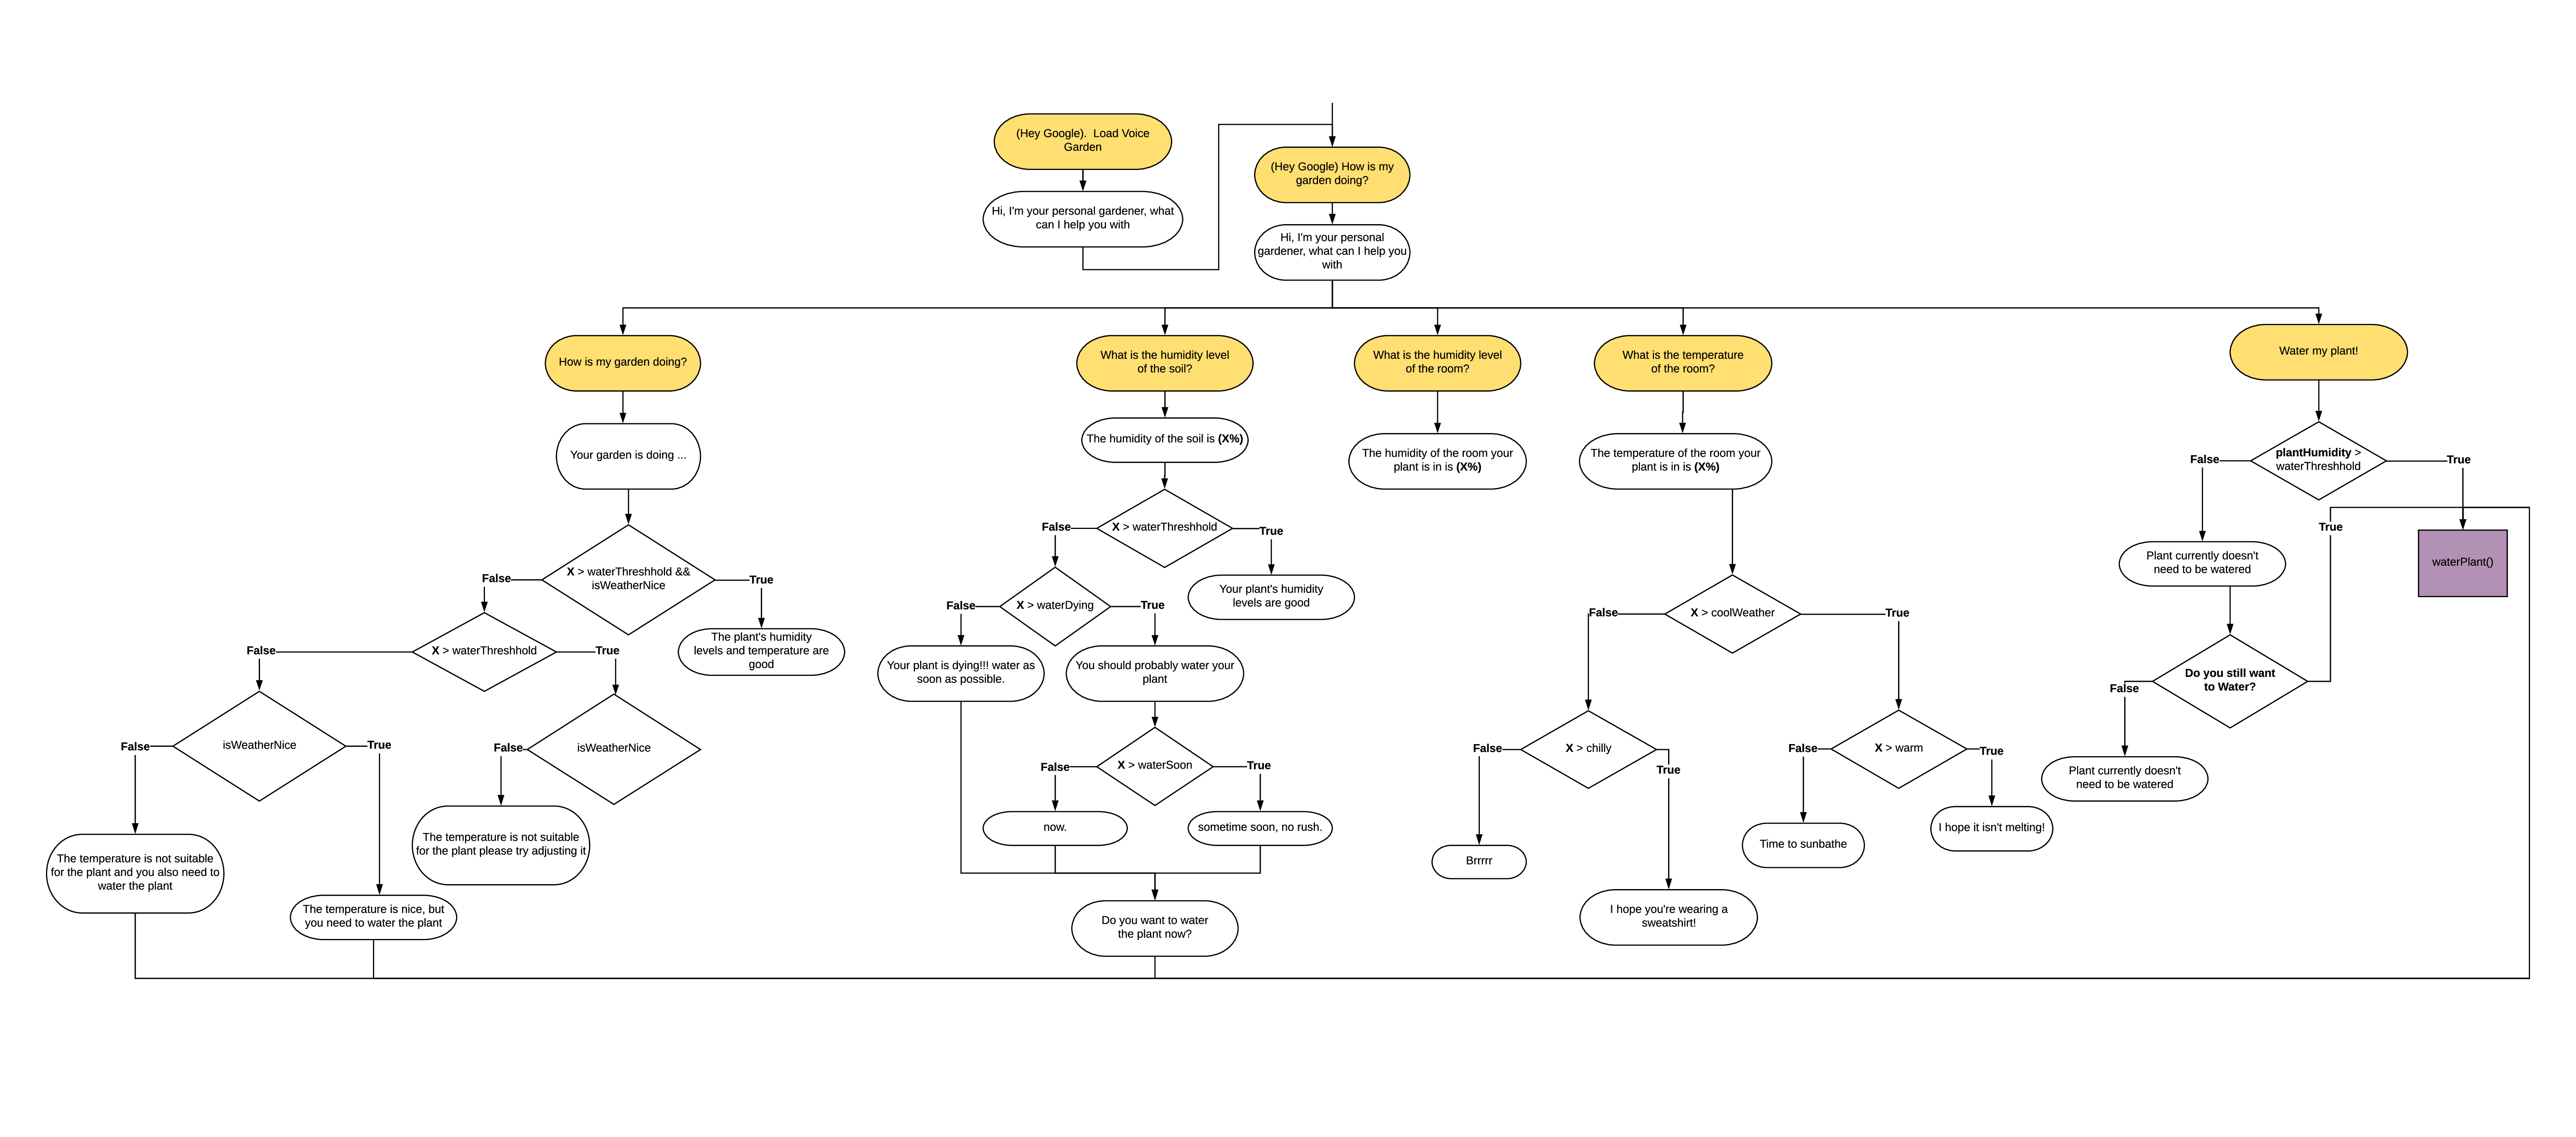 (Hey Google).  Load Voice
Garden
Hi, I'm your personal gardener, what
can I help you with
(Hey Google) How is my
garden doing?
Hi, I'm your personal
gardener, what can I help you
with
How is my garden doing?
Your garden is doing ...
X > waterThreshhold &&
isWeatherNice
False
True
The plant's humidity
levels and temperature are
good
X > waterThreshhold
False
True
isWeatherNice
False
True
The temperature is not suitable
for the plant and you also need to
water the plant
The temperature is nice, but
you need to water the plant
isWeatherNice
False
The temperature is not suitable
for the plant please try adjusting it
What is the humidity level
of the soil?
The humidity of the soil is (X%)
X > waterThreshhold
False
True
Your plant's humidity
levels are good
X > waterDying
False
True
Your plant is dying!!! water as
soon as possible.
You should probably water your
plant
X > waterSoon
False
True
now.
sometime soon, no rush.
Do you want to water
the plant now?
What is the humidity level
of the room?
The humidity of the room your
plant is in is (X%)
What is the temperature
of the room?
The temperature of the room your
plant is in is (X%)
X > coolWeather
False
True
X > chilly
False
True
Brrrrr
I hope you're wearing a
sweatshirt!
X > warm
False
True
Time to sunbathe
I hope it isn't melting!
Water my plant!
plantHumidity >
waterThreshhold
False
True
Plant currently doesn't
need to be watered
waterPlant()
Do you still want
to Water?
True
False
Plant currently doesn't
need to be watered